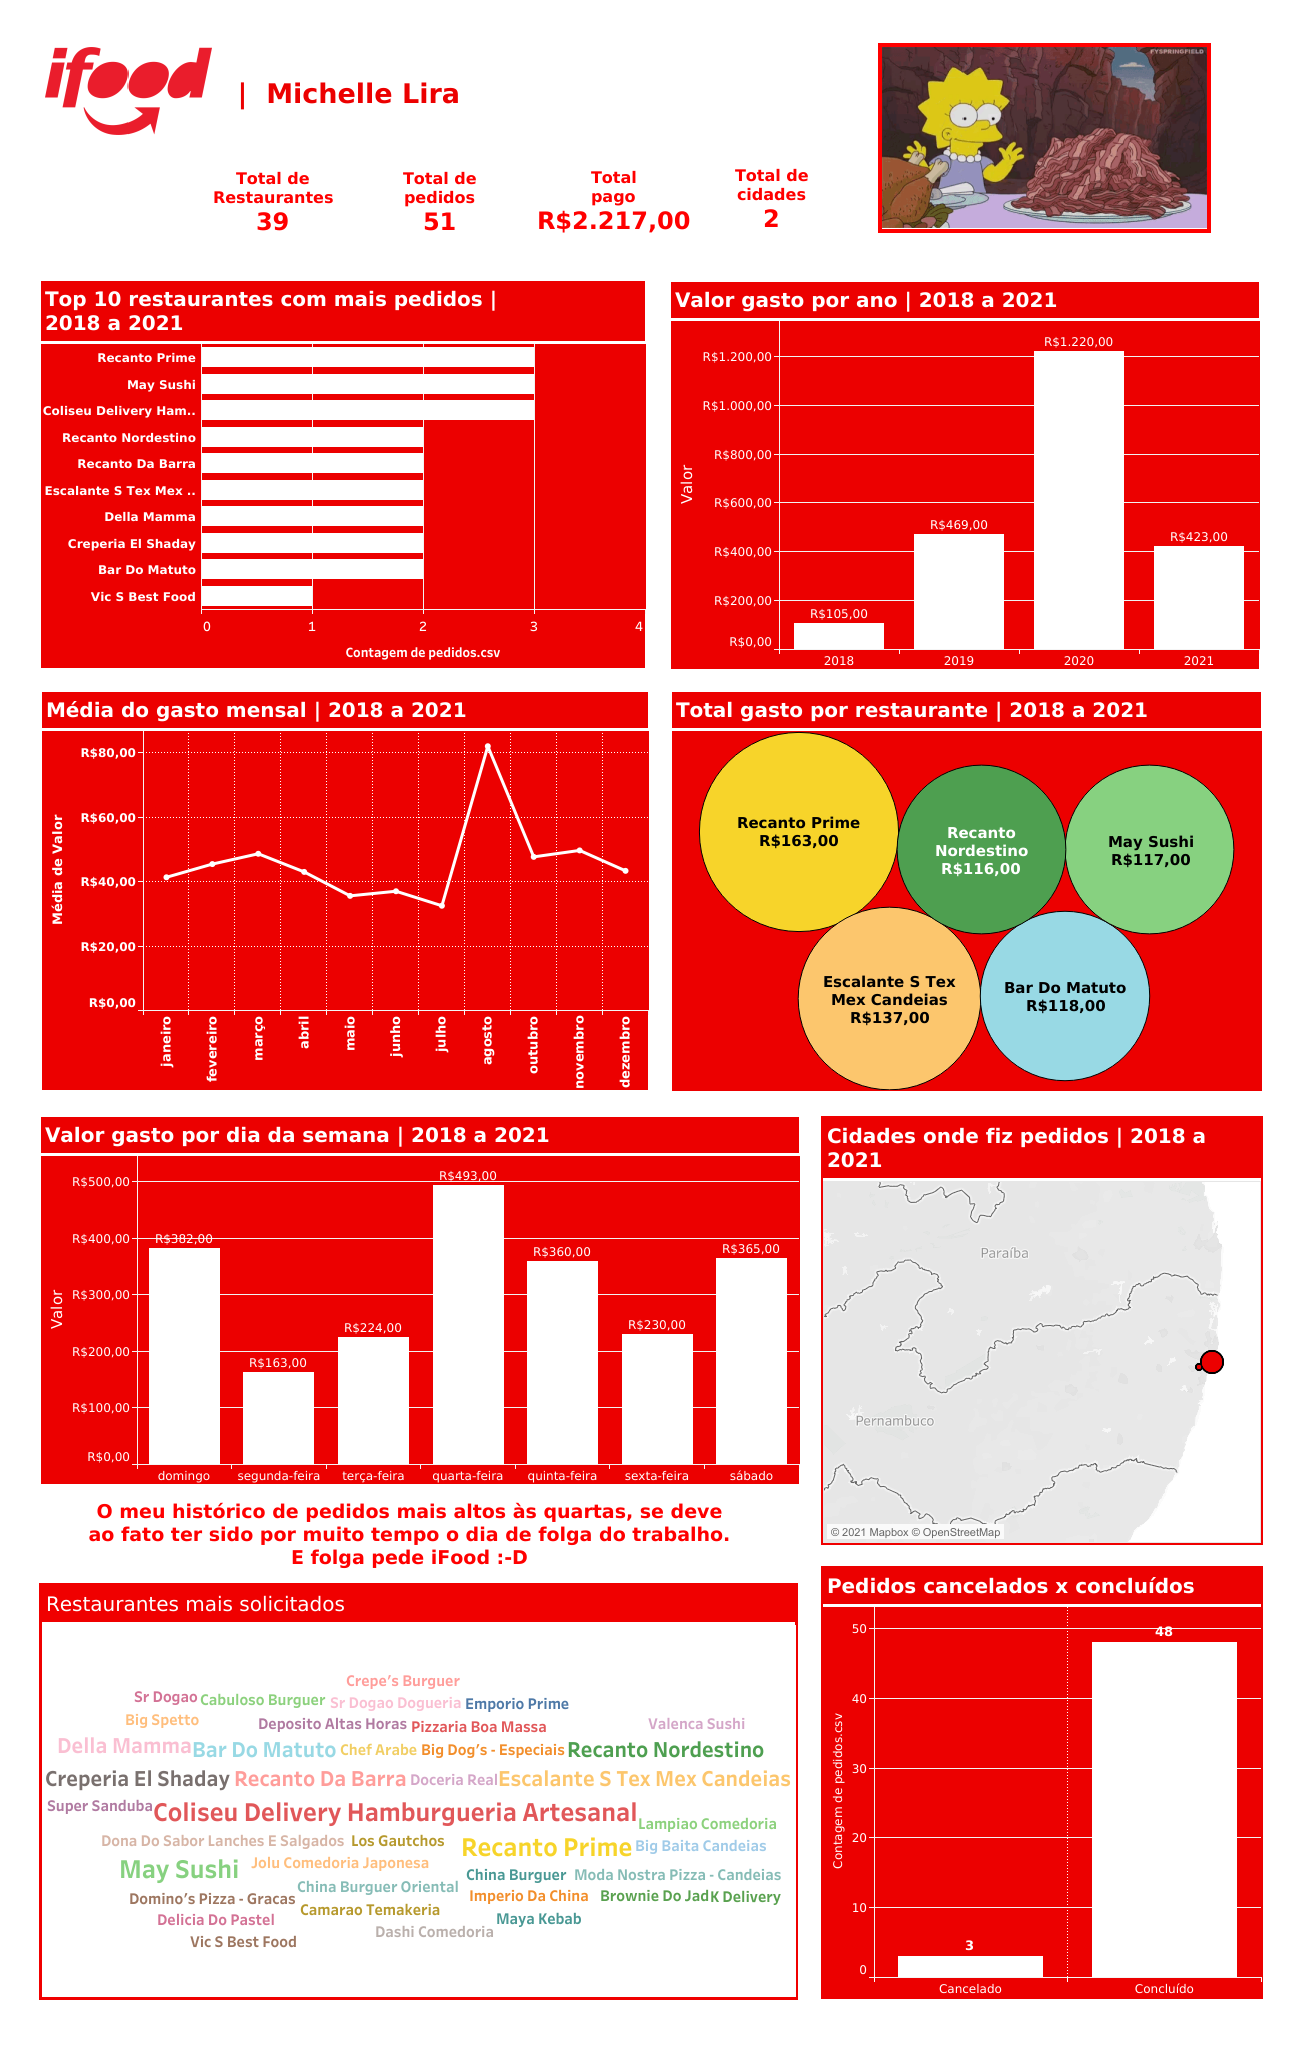 ifood
| Michelle Lira
FYSPRINGFIELD
Total de
Restaurantes
39
Total de
pedidos
51
Total
pago
R$2.217,00
Total de
cidades
2
Top 10 restaurantes com mais pedidos |
2018 a 2021
Recanto Prime
May Sushi
Coliseu Delivery Ham..
Recanto Nordestino
Recanto Da Barra
Escalante S Tex Mex ..
Della Mamma
Creperia El Shaday
Bar Do Matuto
Vic S Best Food
0 1 2 3 4
Contagem de pedidos.csv
Valor gasto por ano | 2018 a 2021
Valor
R$1.200,00
R$1.000,00
R$800,00
R$600,00
R$400,00
R$200,00
R$0,00
R$105,00
R$469,00
R$1.220,00
R$423,00
2018 2019 2020 2021
Média do gasto mensal | 2018 a 2021
Média de Valor
R$80,00
R$60,00
R$40,00
R$20,00
R$0,00
janeiro
fevereiro
março
abril
maio
junho
julho
agosto
outubro
novembro
dezembro
Total gasto por restaurante | 2018 a 2021
Recanto Prime
R$163,00
Recanto
Nordestino
R$116,00
May Sushi
R$117,00
Escalante S Tex
Mex Candeias
R$137,00
Bar Do Matuto
R$118,00
Valor gasto por dia da semana | 2018 a 2021
Valor
R$500,00
R$400,00
R$300,00
R$200,00
R$100,00
R$0,00
R$382,00
R$163,00
R$224,00
R$493,00
R$360,00
R$230,00
R$365,00
domingo segunda-feira terça-feira quarta-feira quinta-feira sexta-feira sábado
O meu histórico de pedidos mais altos às quartas, se deve
ao fato ter sido por muito tempo o dia de folga do trabalho.
E folga pede iFood :-D
Cidades onde fiz pedidos | 2018 a
2021
Paraíba
Pernambuco
© 2021 Mapbox © OpenStreetMap
Restaurantes mais solicitados
Crepe's Burguer
Sr Dogao Cabuloso Burguer Sr Dogao Dogueria Emporio Prime
Big Spetto Deposito Altas Horas Pizzaria Boa Massa Valenca Sushi
Della Mamma Bar Do Matuto Chef Arabe Big Dog's - Especiais Recanto Nordestino
Creperia El Shaday Recanto Da Barra Doceria Real Escalante S Tex Mex Candeias
Super Sanduba Coliseu Delivery Hamburgueria Artesanal Lampiao Comedoria
Dona Do Sabor Lanches E Salgados Los Gautchos Recanto Prime Big Baita Candeias
May Sushi Jolu Comedoria Japonesa China Burguer Moda Nostra Pizza - Candeias
China Burguer Oriental
Domino's Pizza - Gracas Imperio Da China Brownie Do Jad K Delivery
Camarao Temakeria
Delicia Do Pastel Maya Kebab
Dashi Comedoria
Vic S Best Food
Pedidos cancelados x concluídos
Contagem de pedidos.csv
50
40
30
20
10
0
3
48
Cancelado Concluído